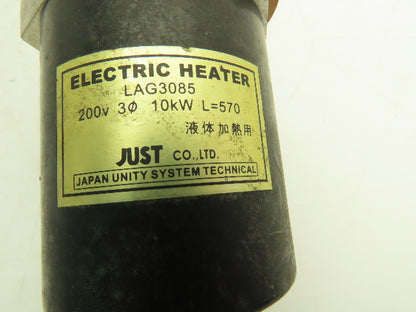 ELECTRIC HEATER
LAG3085
200v 3Φ 10kW L=570
液体加熱用
JUST CO.,LTD.
JAPAN UNITY SYSTEM TECHNICAL